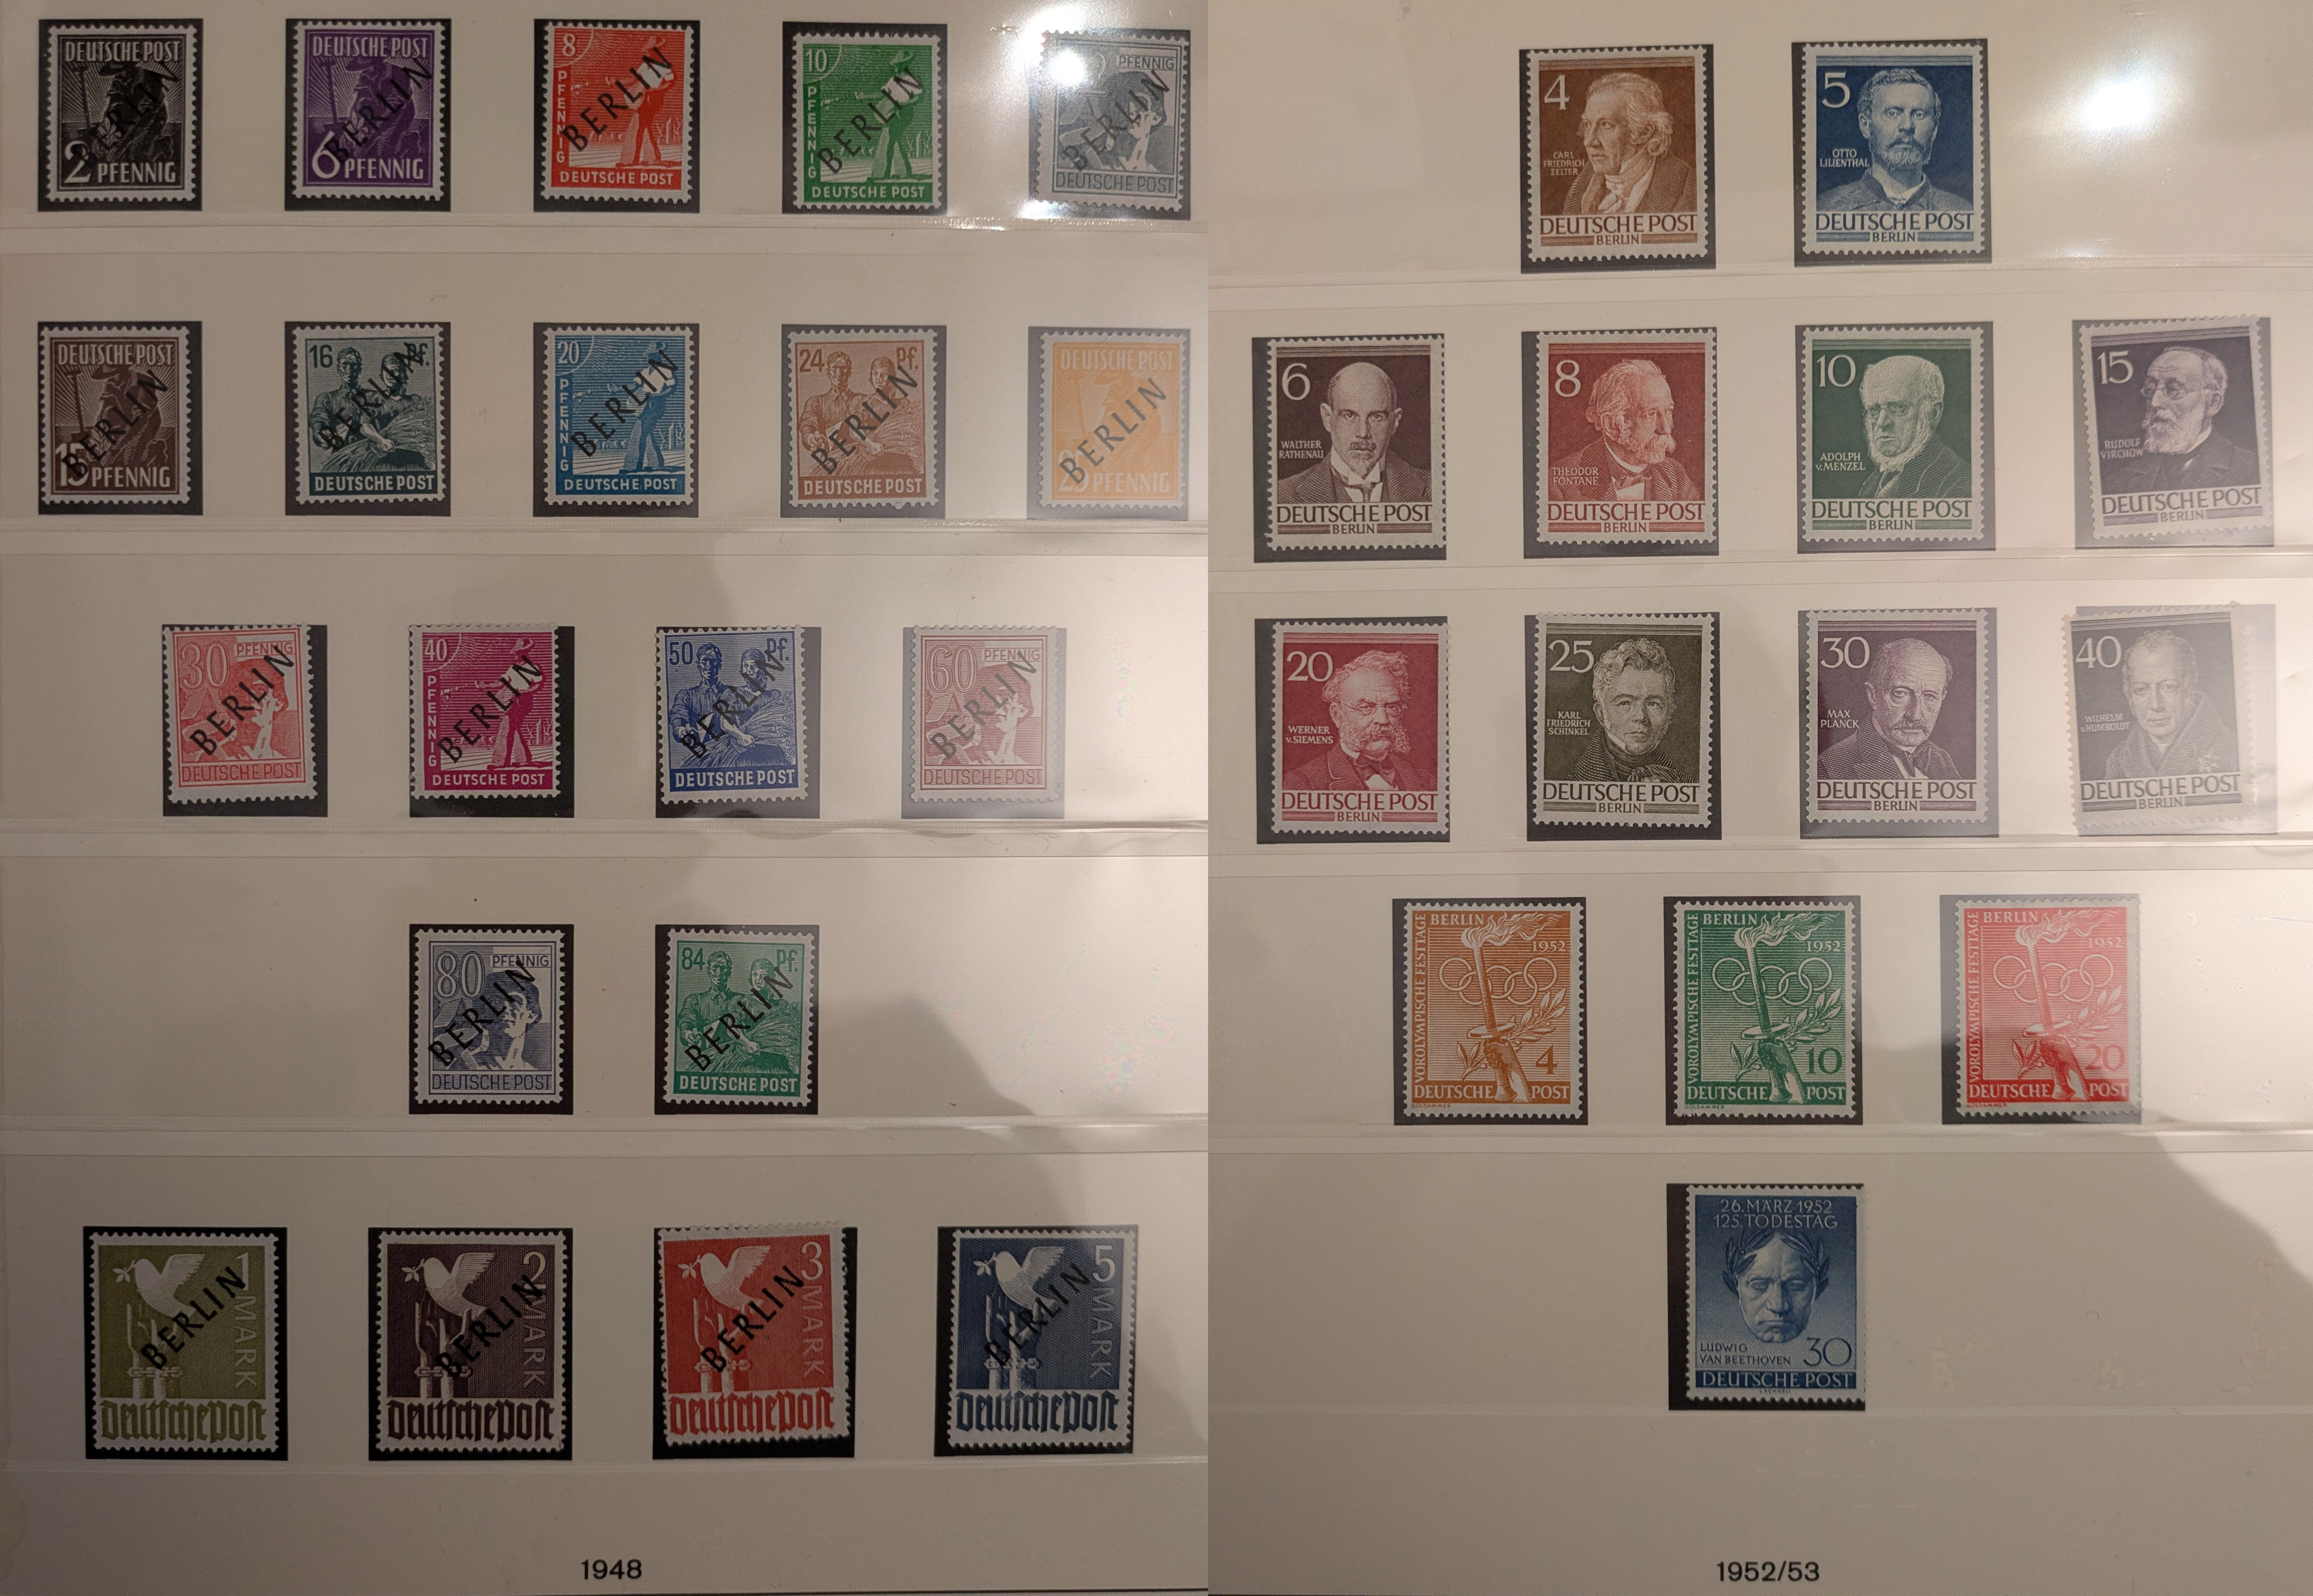 DEUTSCHE POST
BERLIN
2 PFENNIG
DEUTSCHE POST
BERLIN
6 PFENNIG
8
PFENNIG
BERLIN
DEUTSCHE POST
10
PFENNIG
BERLIN
DEUTSCHE POST
PFENNIG
BERLIN
DEUTSCHE POST
DEUTSCHE POST
BERLIN
15 PFENNIG
16 Pf.
BERLIN
DEUTSCHE POST
20
PFENNIG
BERLIN
DEUTSCHE POST
24 Pf.
BERLIN
DEUTSCHE POST
DEUTSCHE POST
BERLIN
25 PFENNIG
30 PFENNIG
BERLIN
DEUTSCHE POST
40
PFENNIG
BERLIN
DEUTSCHE POST
50 Pf.
BERLIN
DEUTSCHE POST
60 PFENNIG
BERLIN
DEUTSCHE POST
80 PFENNIG
BERLIN
DEUTSCHE POST
84 Pf.
BERLIN
DEUTSCHE POST
1 MARK
BERLIN
deutsche post
2 MARK
BERLIN
deutsche post
3 MARK
BERLIN
deutsche post
5 MARK
BERLIN
deutsche post
1948
4
CARL
FRIEDRICH
ZELTER
DEUTSCHE POST
BERLIN
5
OTTO
LILIENTHAL
DEUTSCHE POST
BERLIN
6
WALTHER
RATHENAU
DEUTSCHE POST
BERLIN
8
THEODOR
FONTANE
DEUTSCHE POST
BERLIN
10
ADOLPH
v. MENZEL
DEUTSCHE POST
BERLIN
15
RUDOLF
VIRCHOW
DEUTSCHE POST
BERLIN
20
WERNER
v. SIEMENS
DEUTSCHE POST
BERLIN
25
KARL
FRIEDRICH
SCHINKEL
DEUTSCHE POST
BERLIN
30
MAX
PLANCK
DEUTSCHE POST
BERLIN
40
WILHELM
v. HUMBOLDT
DEUTSCHE POST
BERLIN
BERLIN
1952
VOROLYMPISCHE FESTTAGE
4
DEUTSCHE POST
GOLDAMMER
BERLIN
1952
VOROLYMPISCHE FESTTAGE
10
DEUTSCHE POST
GOLDAMMER
BERLIN
1952
VOROLYMPISCHE FESTTAGE
20
DEUTSCHE POST
GOLDAMMER
26. MÄRZ 1952
125. TODESTAG
LUDWIG
VAN BEETHOVEN 30
DEUTSCHE POST
1952/53